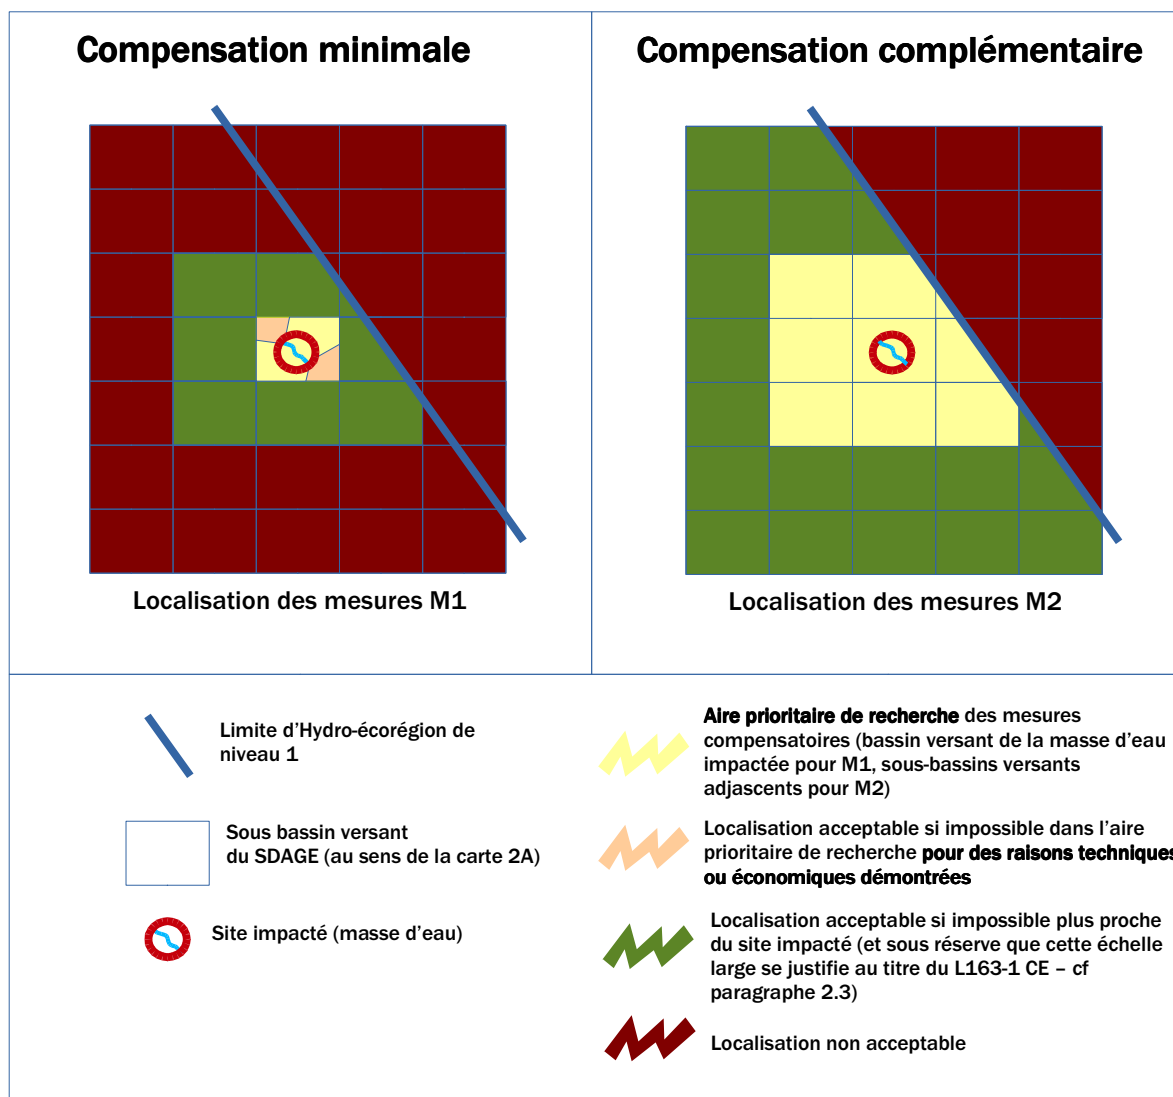 Compensation minimale
Compensation complémentaire
Localisation des mesures M1
Localisation des mesures M2
Limite d'Hydro-écorégion de
niveau 1
Sous bassin versant
du SDAGE (au sens de la carte 2A)
Site impacté (masse d'eau)
Aire prioritaire de recherche des mesures
compensatoires (bassin versant de la masse d'eau
impactée pour M1, sous-bassins versants
adjascents pour M2)
Localisation acceptable si impossible dans l'aire
prioritaire de recherche pour des raisons techniques
ou économiques démontrées
Localisation acceptable si impossible plus proche
du site impacté (et sous réserve que cette échelle
large se justifie au titre du L163-1 CE – cf
paragraphe 2.3)
Localisation non acceptable